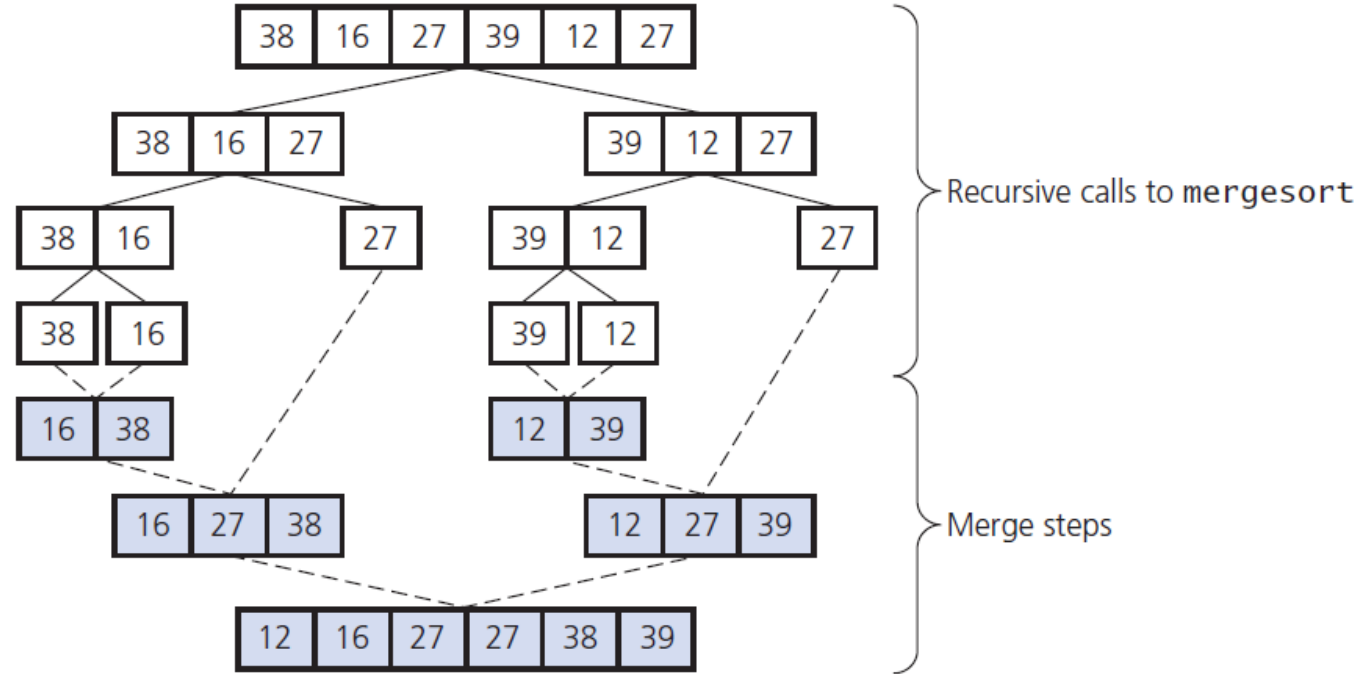 38 16 27 39 12 27
38 16 27 39 12 27
38 16 27 39 12 27
Recursive calls to mergesort
38 16 39 12
16 38 12 39
16 27 38 12 27 39
Merge steps
12 16 27 27 38 39